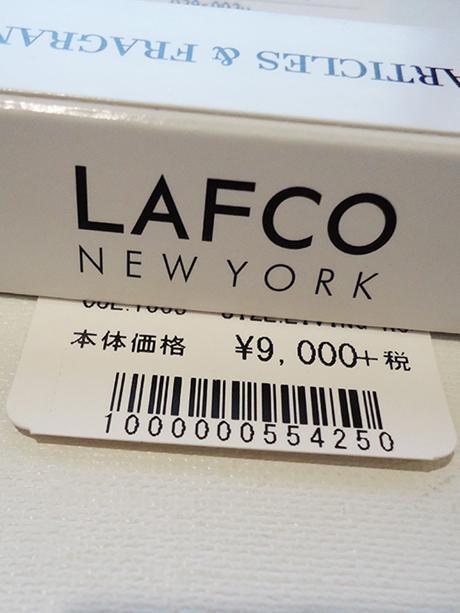 ARTICLES & FRAGRAN
LAFCO
NEW YORK
本体価格 ¥9,000+税
1000000554250